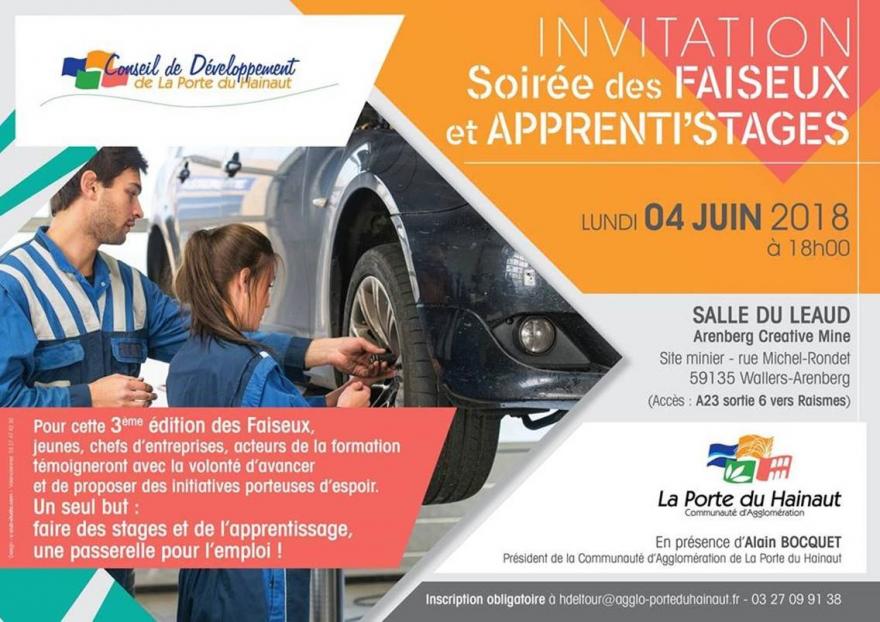 Conseil de Développement
de La Porte du Hainaut
INVITATION
Soirée des FAISEUX
et APPRENTI'STAGES
LUNDI 04 JUIN 2018
à 18h00
SALLE DU LEAUD
Arenberg Creative Mine
Site minier - rue Michel-Rondet
59135 Wallers-Arenberg
(Accès : A23 sortie 6 vers Raismes)
Pour cette 3ème édition des Faiseux,
jeunes, chefs d'entreprises, acteurs de la formation
témoigneront avec la volonté d'avancer
et de proposer des initiatives porteuses d'espoir.
Un seul but :
faire des stages et de l'apprentissage,
une passerelle pour l'emploi !
La Porte du Hainaut
Communauté d'Agglomération
En présence d'Alain BOCQUET
Président de la Communauté d'Agglomération de La Porte du Hainaut
Inscription obligatoire à hdeltour@agglo-porteduhainaut.fr - 03 27 09 91 38